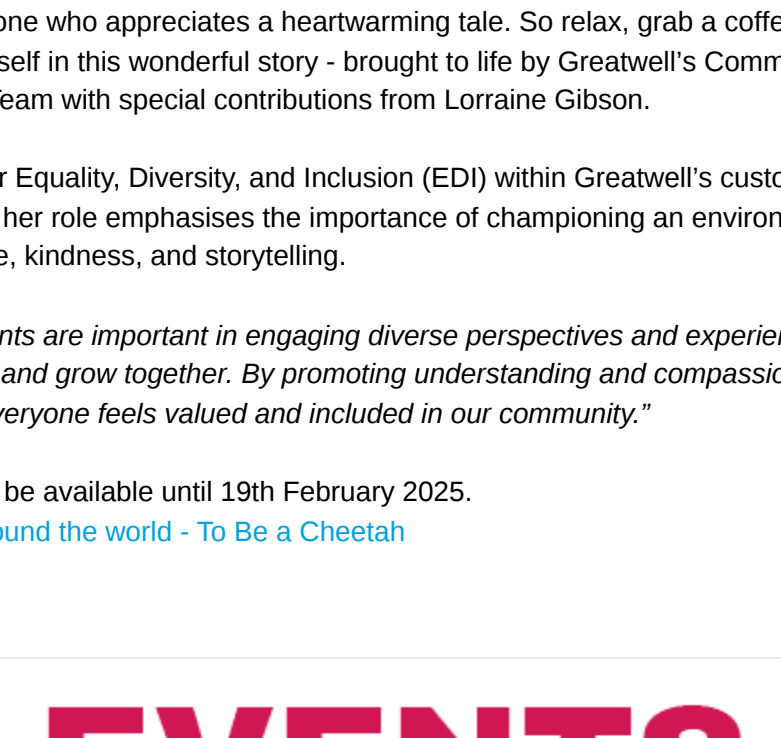 one who appreciates a heartwarming tale. So relax, grab a coffe
self in this wonderful story - brought to life by Greatwell’s Comm
Team with special contributions from Lorraine Gibson.
r Equality, Diversity, and Inclusion (EDI) within Greatwell’s custo
her role emphasises the importance of championing an environ
e, kindness, and storytelling.
nts are important in engaging diverse perspectives and experien
and grow together. By promoting understanding and compassio
veryone feels valued and included in our community.”
be available until 19th February 2025.
ound the world - To Be a Cheetah
EVENTS